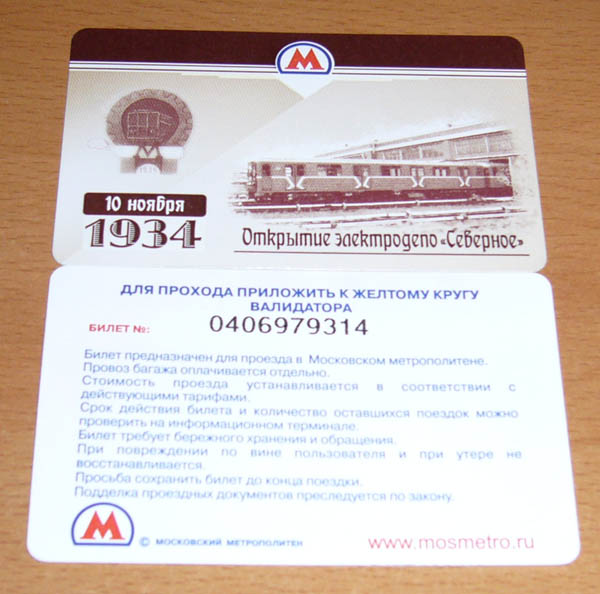 М
1934
10 ноября
1934
Открытие электродепо «Северное»
ДЛЯ ПРОХОДА ПРИЛОЖИТЬ К ЖЕЛТОМУ КРУГУ
ВАЛИДАТОРА
БИЛЕТ №: 0406979314
Билет предназначен для проезда в Московском метрополитене.
Провоз багажа оплачивается отдельно.
Стоимость проезда устанавливается в соответствии с
действующими тарифами.
Срок действия билета и количество оставшихся поездок можно
проверить на информационном терминале.
Билет требует бережного хранения и обращения.
При повреждении по вине пользователя и при утере не
восстанавливается.
Просьба сохранить билет до конца поездки.
Подделка проездных документов преследуется по закону.
М
© МОСКОВСКИЙ МЕТРОПОЛИТЕН
www.mosmetro.ru